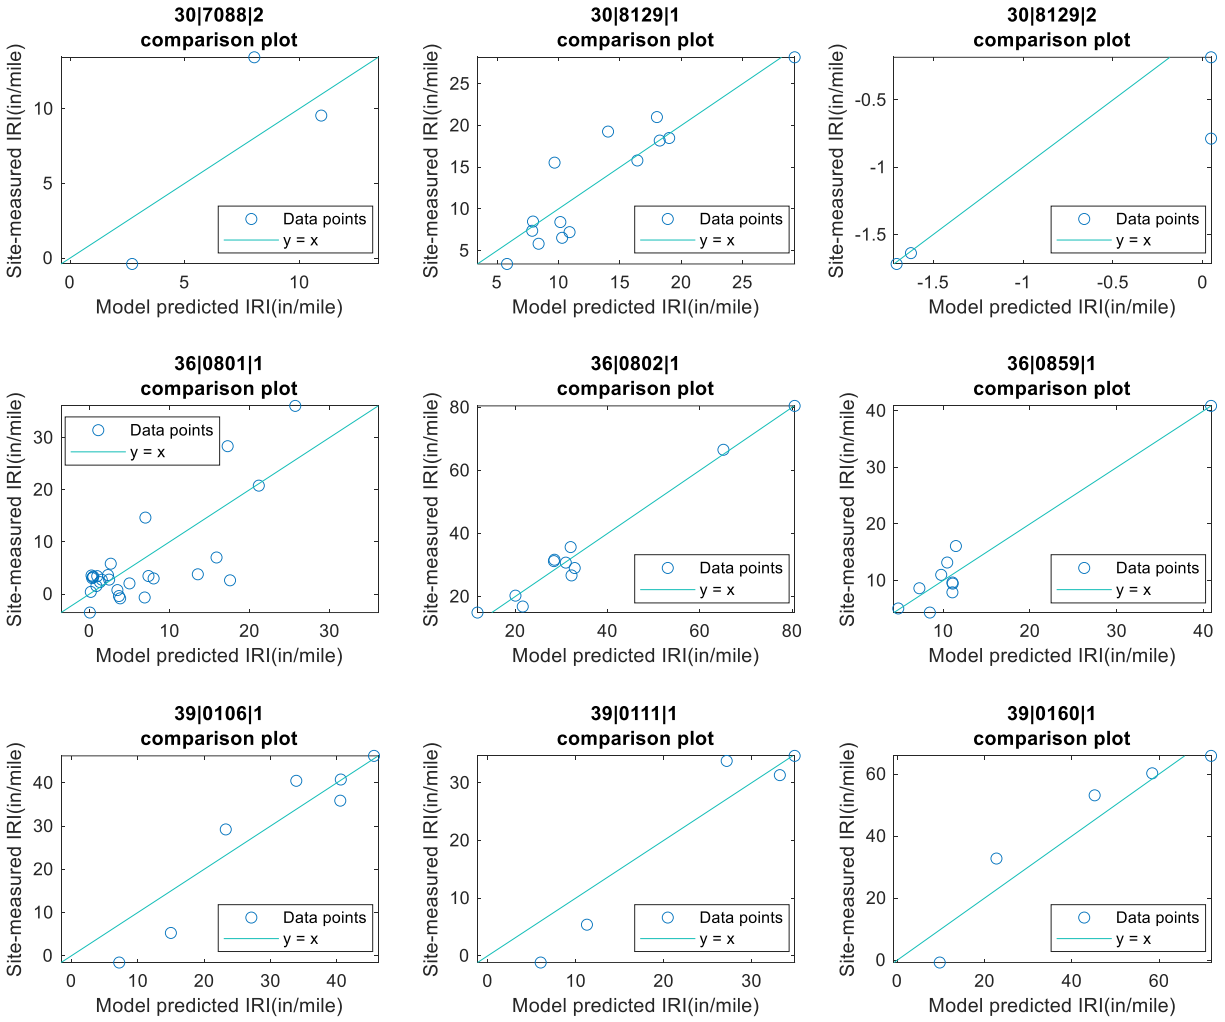 30|7088|2
comparison plot
Site-measured IRI(in/mile)
10
5
0
0
5
10
Data points
y = x
Model predicted IRI(in/mile)
30|8129|1
comparison plot
Site-measured IRI(in/mile)
25
20
15
10
5
5
10
15
20
25
Data points
y = x
Model predicted IRI(in/mile)
30|8129|2
comparison plot
Site-measured IRI(in/mile)
-0.5
-1
-1.5
-1.5
-1
-0.5
0
Data points
y = x
Model predicted IRI(in/mile)
36|0801|1
comparison plot
Site-measured IRI(in/mile)
30
20
10
0
0
10
20
30
Data points
y = x
Model predicted IRI(in/mile)
36|0802|1
comparison plot
Site-measured IRI(in/mile)
80
60
40
20
20
40
60
80
Data points
y = x
Model predicted IRI(in/mile)
36|0859|1
comparison plot
Site-measured IRI(in/mile)
40
30
20
10
10
20
30
40
Data points
y = x
Model predicted IRI(in/mile)
39|0106|1
comparison plot
Site-measured IRI(in/mile)
40
30
20
10
0
0
10
20
30
40
Data points
y = x
Model predicted IRI(in/mile)
39|0111|1
comparison plot
Site-measured IRI(in/mile)
30
20
10
0
0
10
20
30
Data points
y = x
Model predicted IRI(in/mile)
39|0160|1
comparison plot
Site-measured IRI(in/mile)
60
40
20
0
0
20
40
60
Data points
y = x
Model predicted IRI(in/mile)